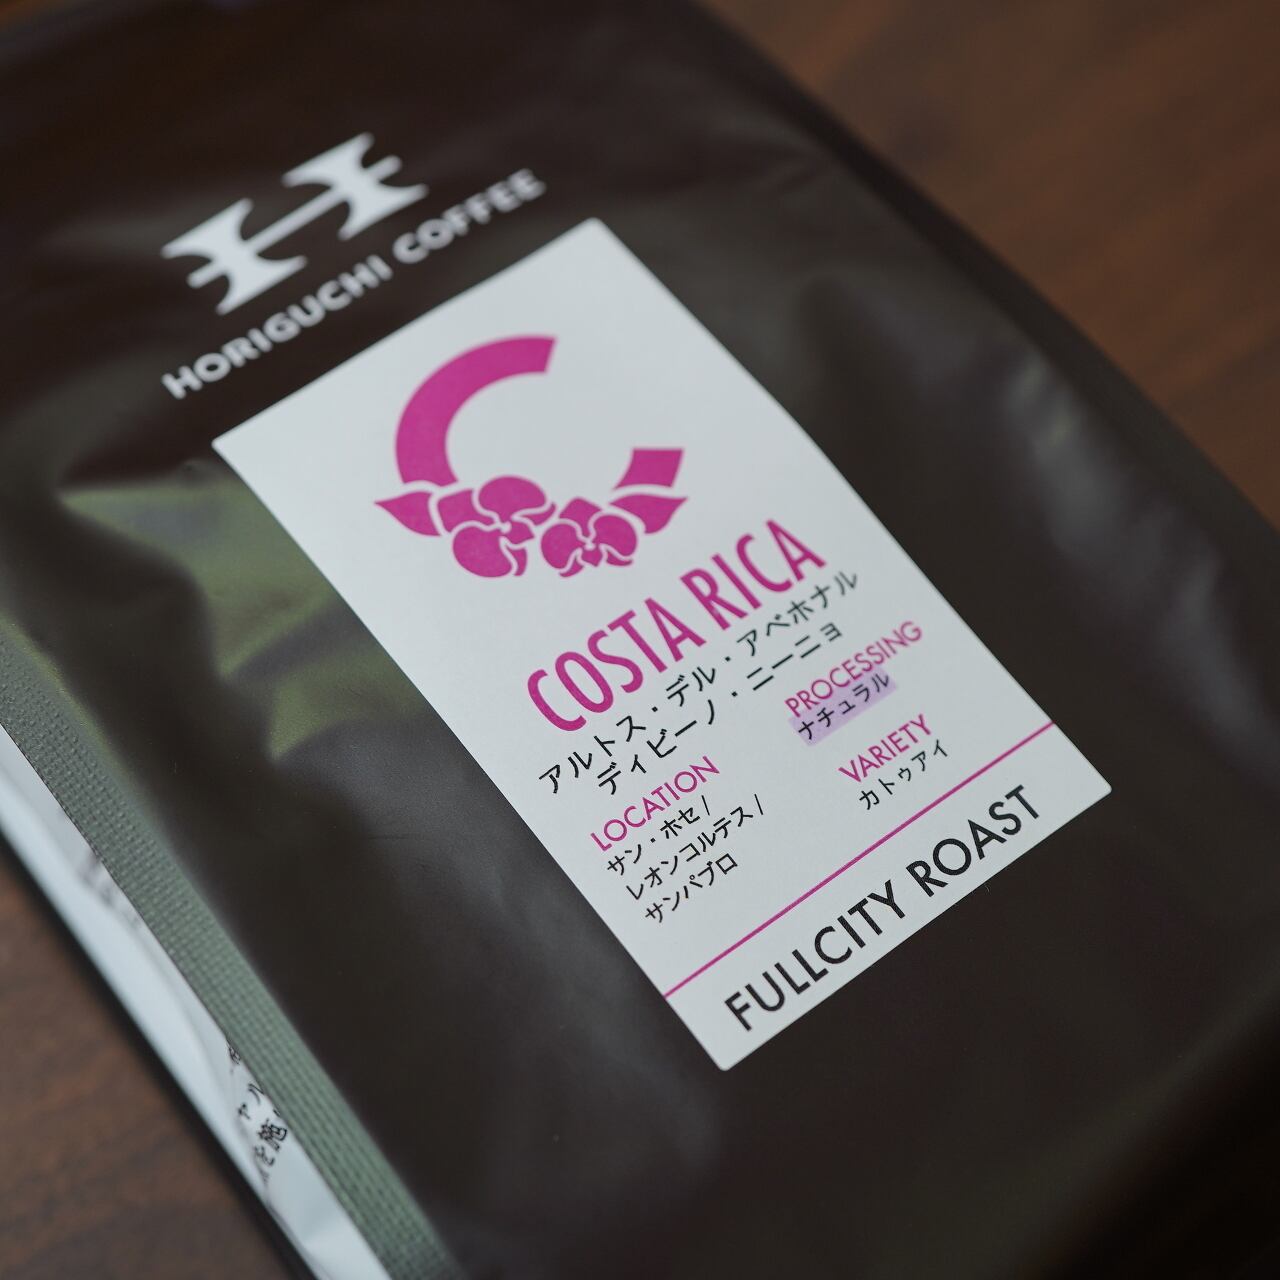 H
HORIGUCHI COFFEE
COSTA RICA
アルトス・デル・アベホナル
ディビーノ・ニーニョ
LOCATION
サン・ホセ /
レオンコルテス /
サンパブロ
PROCESSING
ナチュラル
VARIETY
カトゥアイ
FULLCITY ROAST